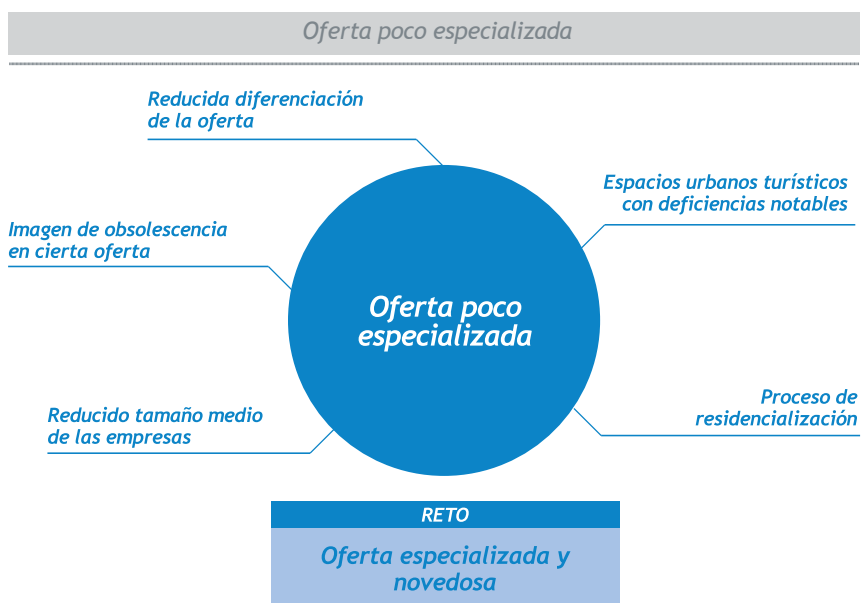 Oferta poco especializada
Reducida diferenciación
de la oferta
Espacios urbanos turísticos
con deficiencias notables
Imagen de obsolescencia
en cierta oferta
Oferta poco
especializada
Proceso de
residencialización
Reducido tamaño medio
de las empresas
RETO
Oferta especializada y
novedosa